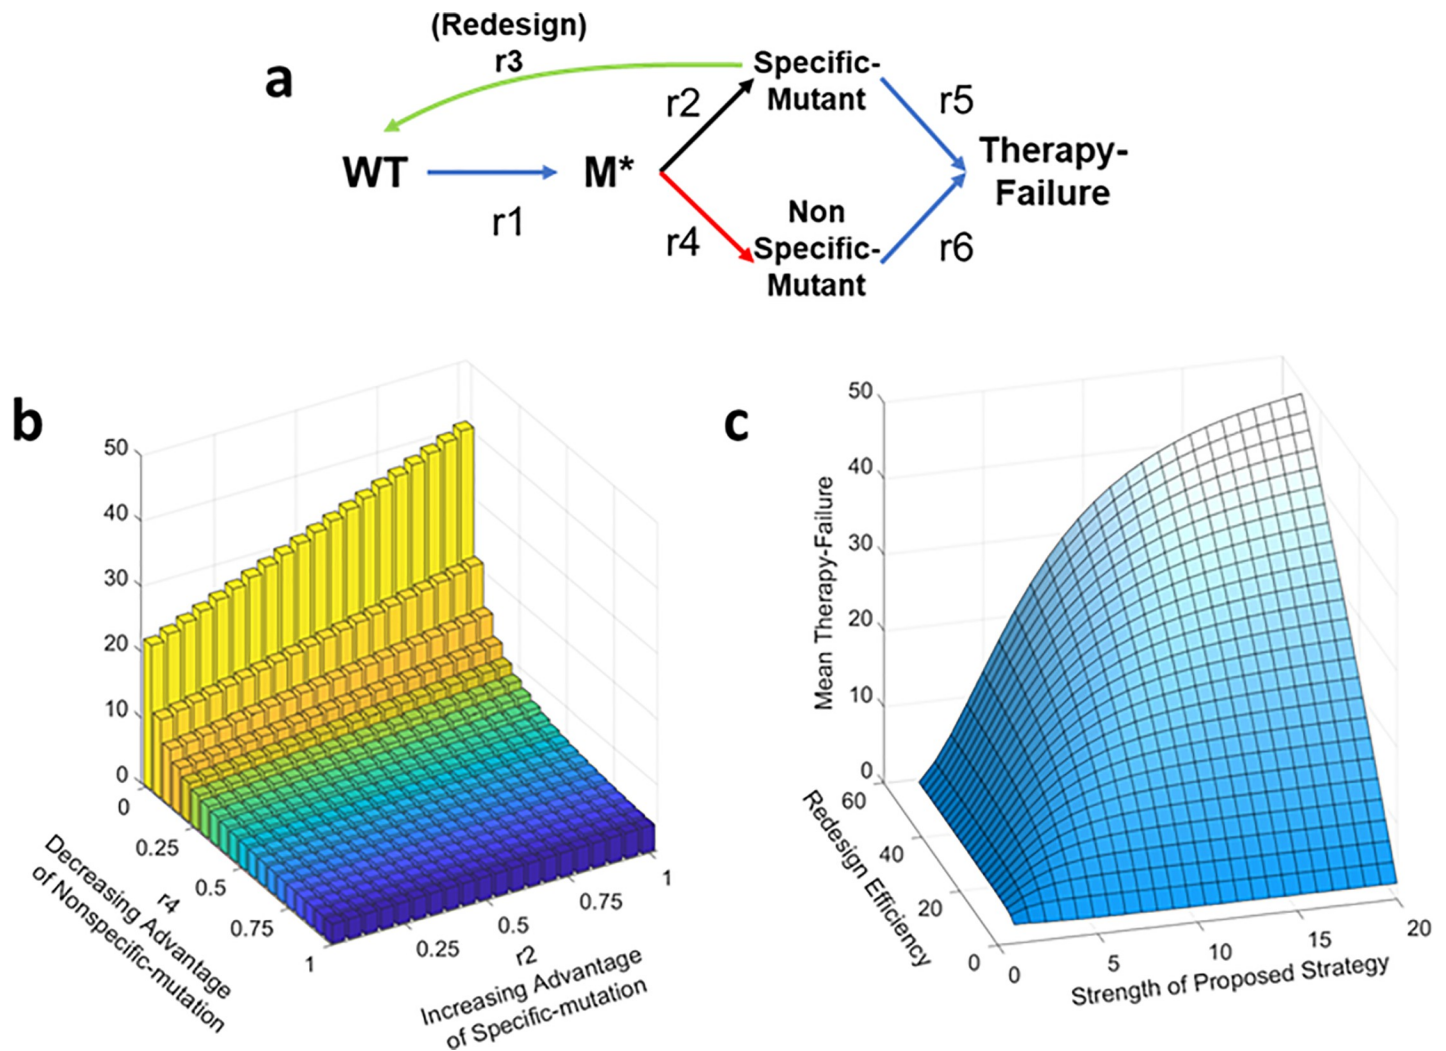 a
(Redesign)
r3
WT
r1
M*
r2
r4
Specific-
Mutant
Non
Specific-
Mutant
r5
r6
Therapy-
Failure
b
50
40
30
20
10
0
0
0.25
0.5
0.75
1
r4
Decreasing Advantage
of Nonspecific-mutation
0.25
0.5
0.75
1
r2
Increasing Advantage
of Specific-mutation
c
50
40
30
20
10
0
Mean Therapy-Failure
60
40
20
0
Redesign Efficiency
0
5
10
15
20
Strength of Proposed Strategy